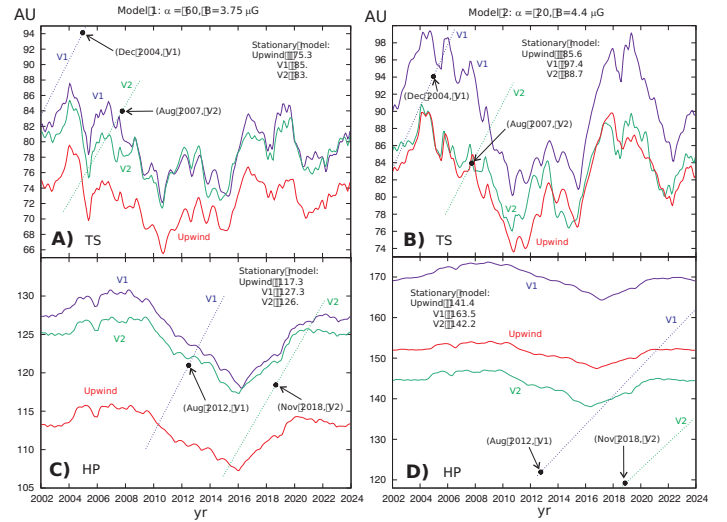 Model 1: α = 60, B=3.75 μG
Model 2: α = 20, B=4.4 μG
AU
AU
94
92
90
88
86
84
82
80
78
76
74
72
70
68
66
V1
V1
V2
V2
(Dec 2004, V1)
(Aug 2007, V2)
Stationary model:
Upwind 75.3
V1 85.
V2 83.
Upwind
A) TS
100
98
96
94
92
90
88
86
84
82
80
78
76
74
V1
V1
V2
V2
(Dec 2004, V1)
(Aug 2007, V2)
Stationary model:
Upwind 85.6
V1 97.4
V2 88.7
Upwind
B) TS
130
125
120
115
110
105
V1
V1
V2
V2
Stationary model:
Upwind 117.3
V1 127.3
V2 126.
Upwind
(Aug 2012, V1)
(Nov 2018, V2)
C) HP
2002 2004 2006 2008 2010 2012 2014 2016 2018 2020 2022 2024
yr
170
160
150
140
130
120
Stationary model:
Upwind 141.4
V1 163.5
V2 142.2
V1
Upwind
V2
V2
(Aug 2012, V1)
(Nov 2018, V2)
D) HP
2002 2004 2006 2008 2010 2012 2014 2016 2018 2020 2022 2024
yr